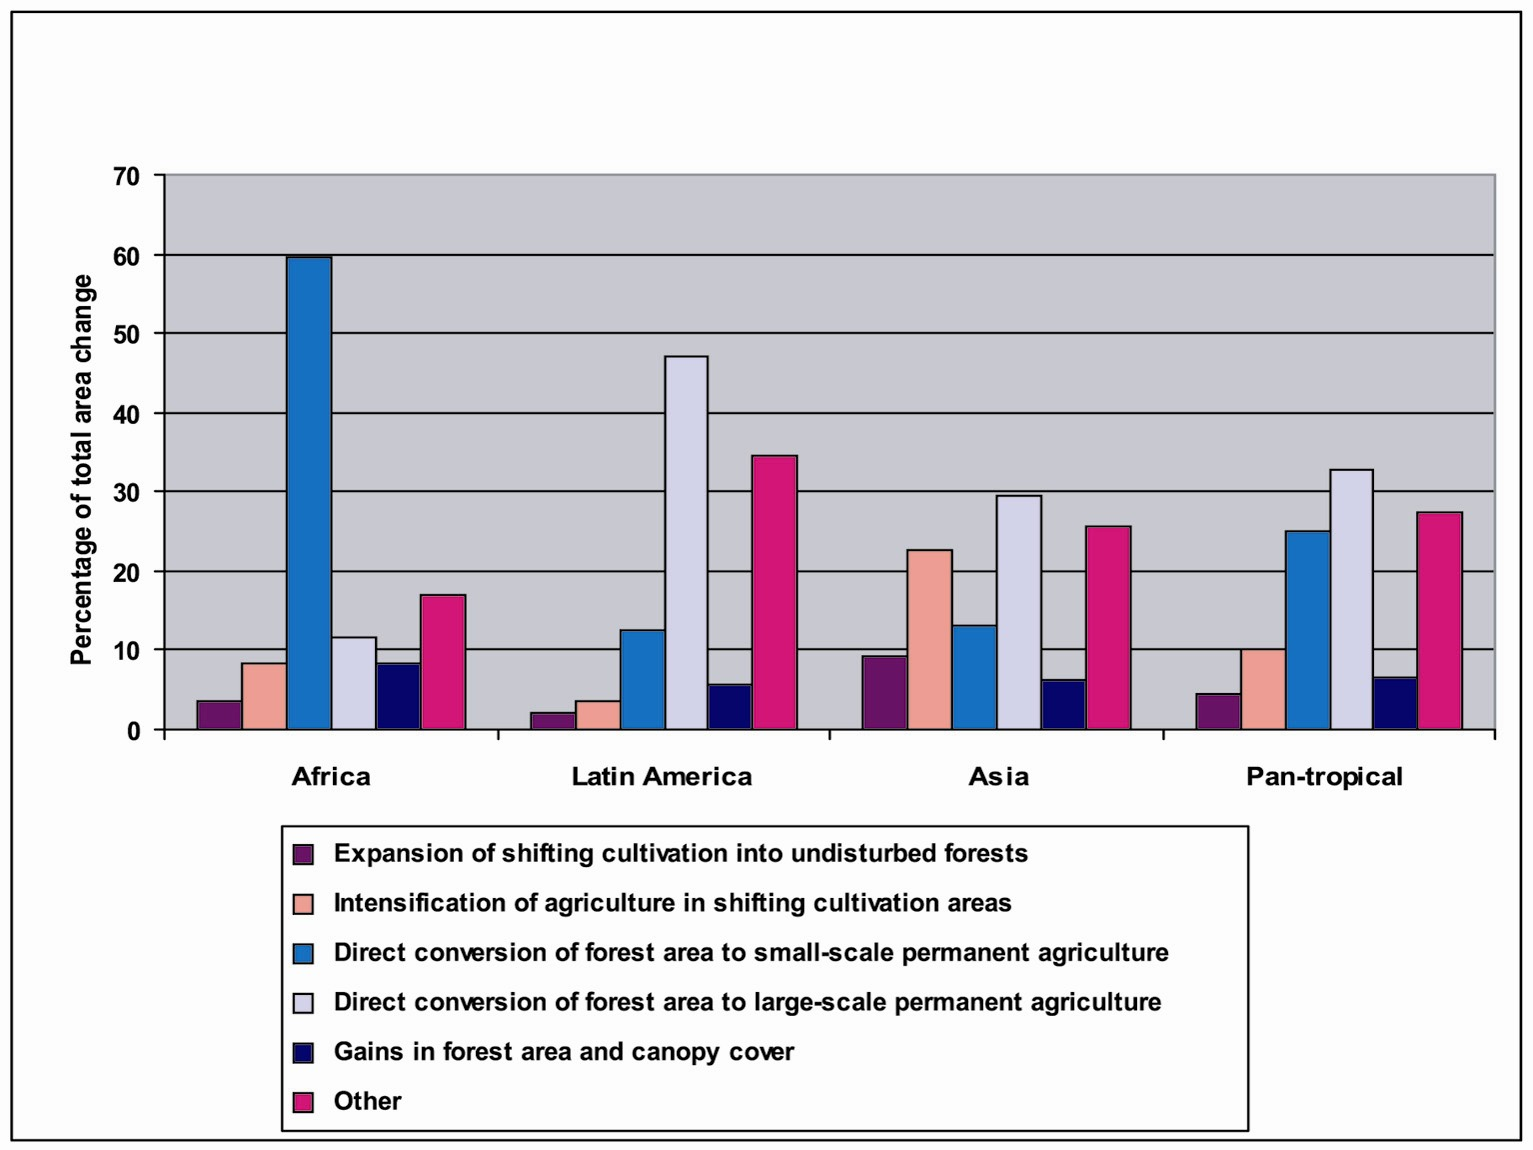 70
60
50
40
30
20
10
0
Percentage of total area change
Africa
Latin America
Asia
Pan-tropical
Expansion of shifting cultivation into undisturbed forests
Intensification of agriculture in shifting cultivation areas
Direct conversion of forest area to small-scale permanent agriculture
Direct conversion of forest area to large-scale permanent agriculture
Gains in forest area and canopy cover
Other